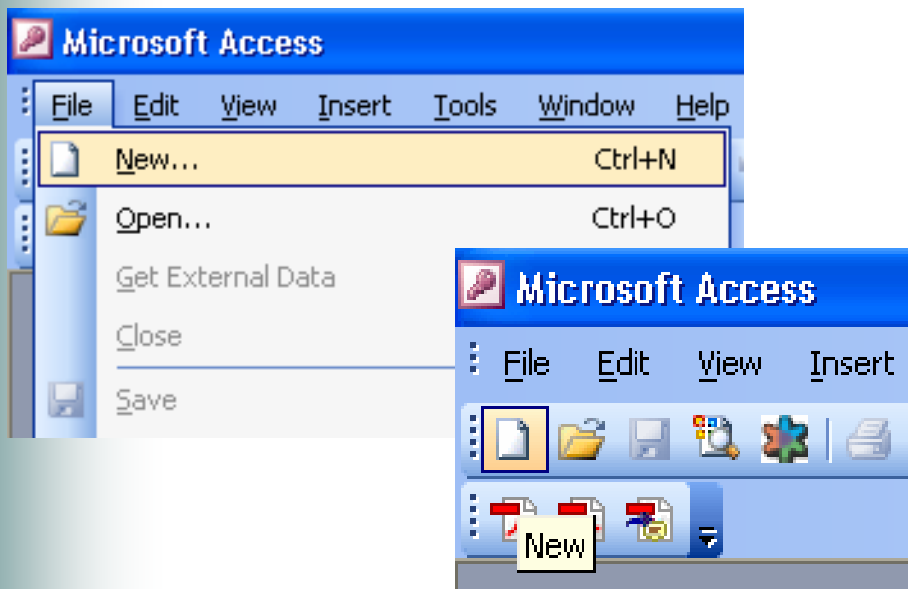 Microsoft Access
File Edit View Insert Tools Window Help
New... Ctrl+N
Open... Ctrl+O
Get External Data
Close
Save
Microsoft Access
File Edit View Insert
New